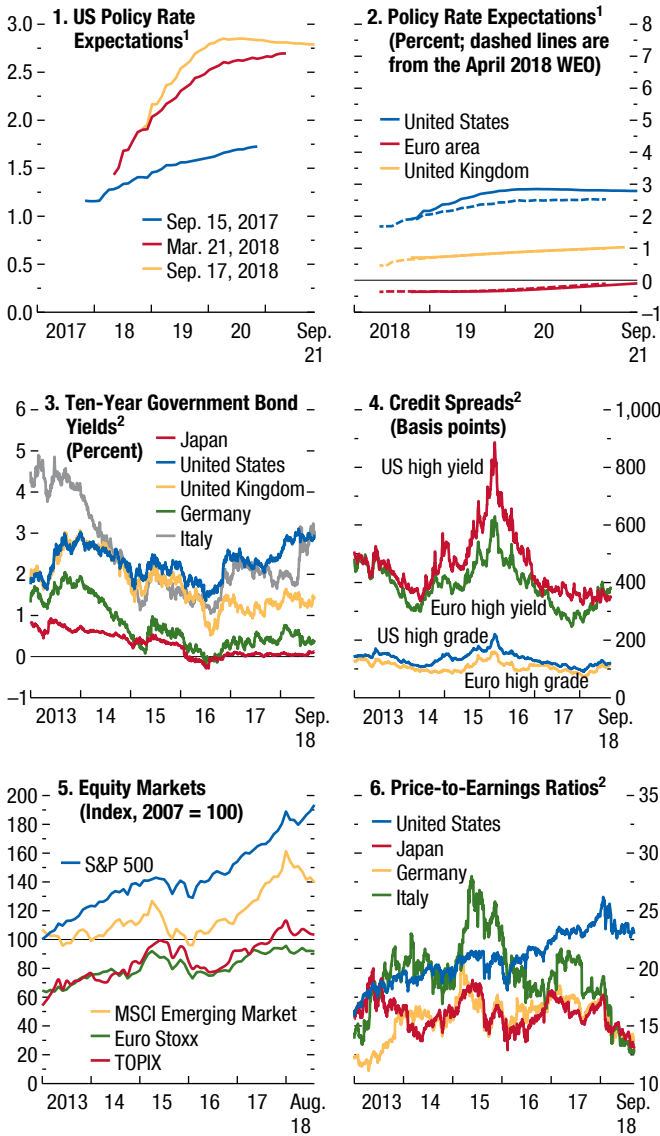 1. US Policy Rate
Expectations¹
3.0
2.5
2.0
1.5
1.0
0.5
0.0
Sep. 15, 2017
Mar. 21, 2018
Sep. 17, 2018
2017 18 19 20 Sep.
21
2. Policy Rate Expectations¹
(Percent; dashed lines are
from the April 2018 WEO)
United States
Euro area
United Kingdom
8
7
6
5
4
3
2
1
0
–1
2018 19 20 Sep.
21
3. Ten-Year Government Bond
Yields²
(Percent)
Japan
United States
United Kingdom
Germany
Italy
6
5
4
3
2
1
0
–1
2013 14 15 16 17 Sep.
18
4. Credit Spreads²
(Basis points)
US high yield
Euro high yield
US high grade
Euro high grade
1,000
800
600
400
200
0
2013 14 15 16 17 Sep.
18
5. Equity Markets
(Index, 2007 = 100)
S&P 500
MSCI Emerging Market
Euro Stoxx
TOPIX
200
180
160
140
120
100
80
60
40
20
0
2013 14 15 16 17 Aug.
18
6. Price-to-Earnings Ratios²
United States
Japan
Germany
Italy
35
30
25
20
15
10
2013 14 15 16 17 Sep.
18